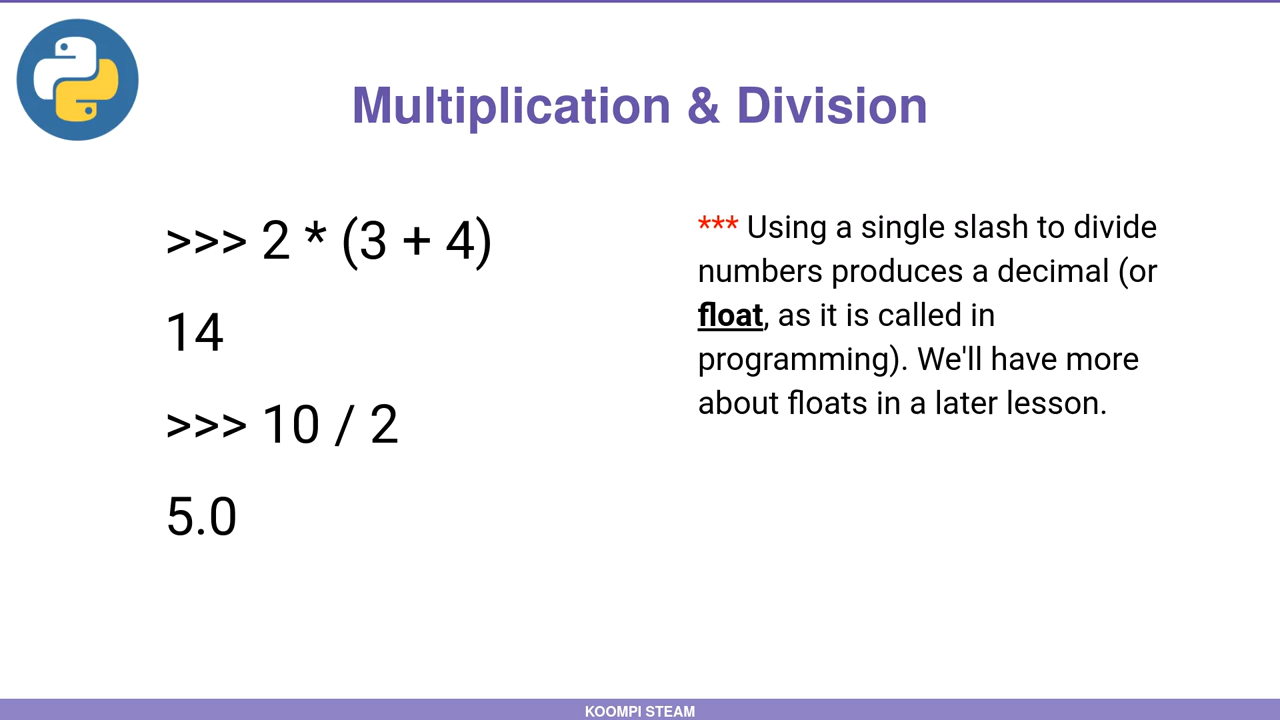 Multiplication & Division
>>> 2 * (3 + 4)
14
>>> 10 / 2
5.0
*** Using a single slash to divide
numbers produces a decimal (or
float, as it is called in
programming). We'll have more
about floats in a later lesson.
KOOMPI STEAM